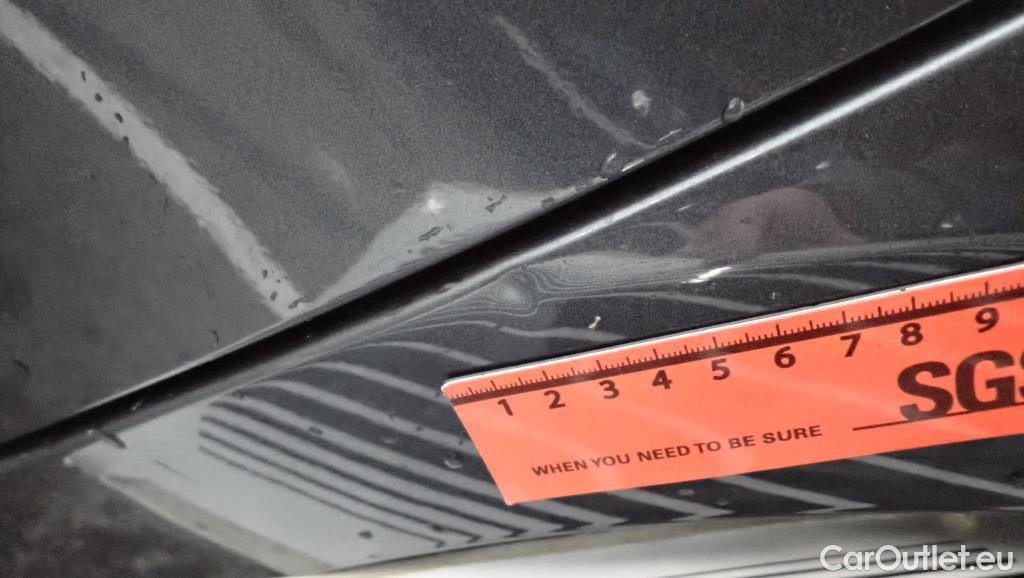 1 2 3 4 5 6 7 8 9
SGS
WHEN YOU NEED TO BE SURE
CarOutlet.eu